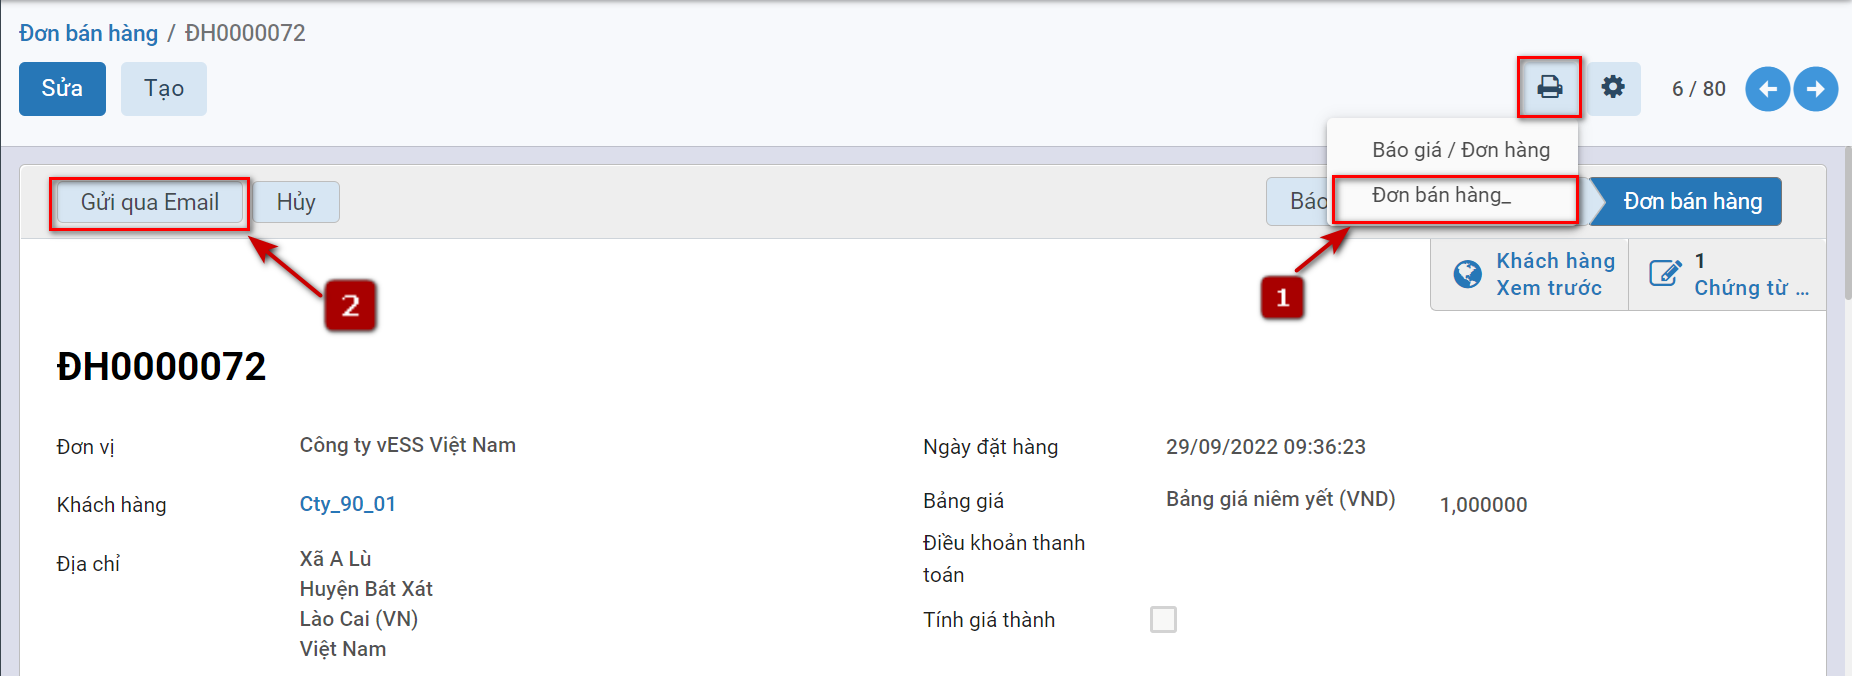 Đơn bán hàng / ĐH0000072
Sửa
Tạo
6 / 80
Báo giá / Đơn hàng
Đơn bán hàng_
Gửi qua Email
Hủy
Báo
Đơn bán hàng
Khách hàng
Xem trước
1
Chứng từ ...
2
1
ĐH0000072
Đơn vị
Công ty vESS Việt Nam
Khách hàng
Cty_90_01
Địa chỉ
Xã A Lù
Huyện Bát Xát
Lào Cai (VN)
Việt Nam
Ngày đặt hàng
29/09/2022 09:36:23
Bảng giá
Bảng giá niêm yết (VND)
1,000000
Điều khoản thanh
toán
Tính giá thành